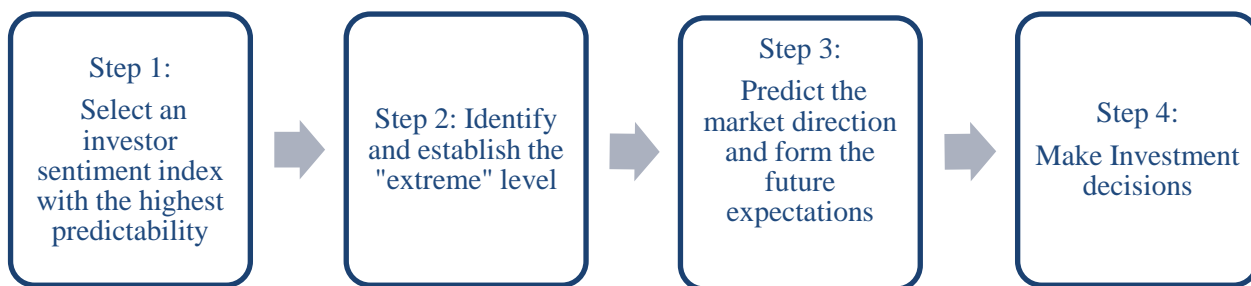 Step 1:
Select an
investor
sentiment index
with the highest
predictability
Step 2: Identify
and establish the
"extreme" level
Step 3:
Predict the
market direction
and form the
future
expectations
Step 4:
Make Investment
decisions